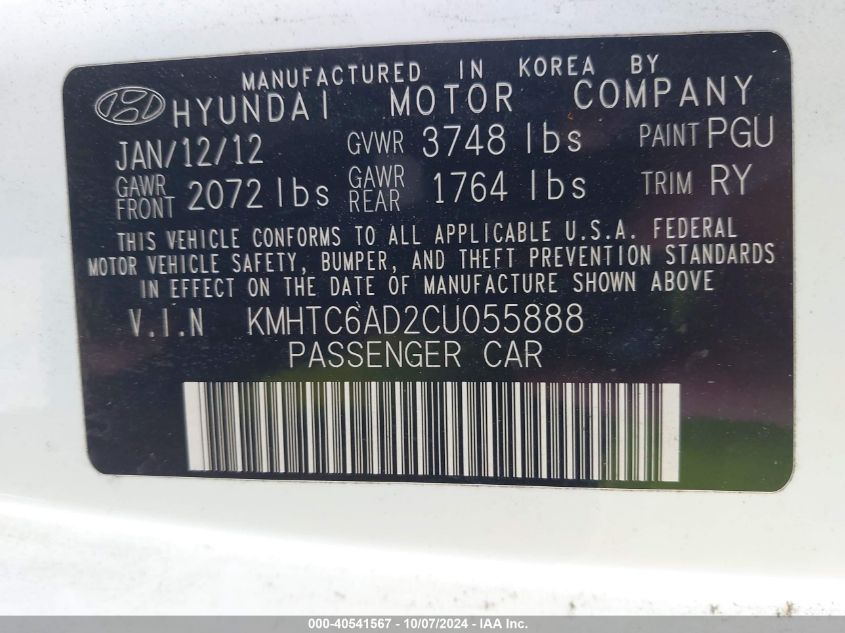 MANUFACTURED IN KOREA BY
HYUNDAI MOTOR COMPANY
JAN/12/12 GVWR 3748 lbs PAINT PGU
GAWR FRONT 2072 lbs GAWR REAR 1764 lbs TRIM RY
THIS VEHICLE CONFORMS TO ALL APPLICABLE U.S.A. FEDERAL
MOTOR VEHICLE SAFETY, BUMPER, AND THEFT PREVENTION STANDARDS
IN EFFECT ON THE DATE OF MANUFACTURE SHOWN ABOVE
V.I.N KMHTC6AD2CU055888
PASSENGER CAR
000-40541567 - 10/07/2024 - IAA Inc.